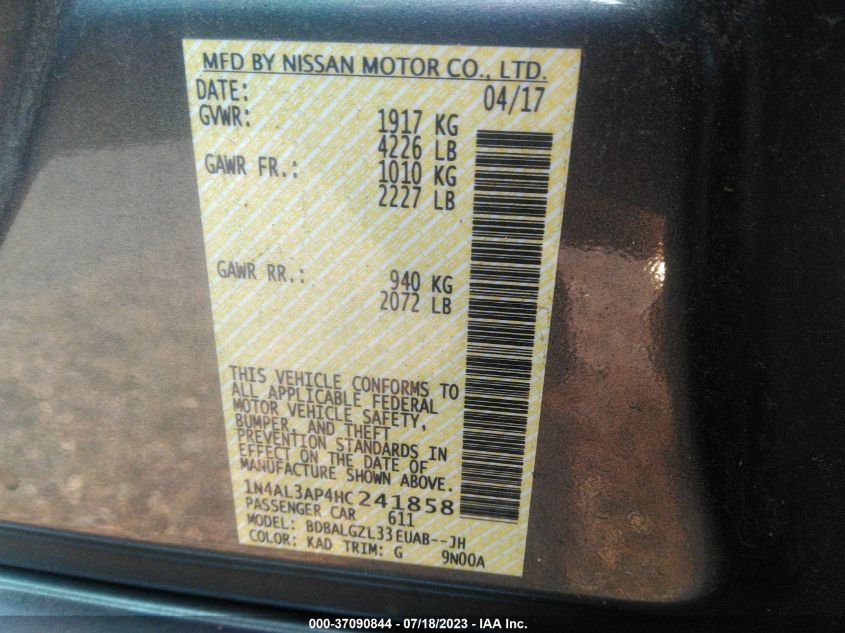 MFD BY NISSAN MOTOR CO., LTD.
DATE: 04/17
GVWR: 1917 KG
4226 LB
GAWR FR.: 1010 KG
2227 LB
GAWR RR.: 940 KG
2072 LB
THIS VEHICLE CONFORMS TO
ALL APPLICABLE FEDERAL
MOTOR VEHICLE SAFETY,
BUMPER, AND THEFT
PREVENTION STANDARDS IN
EFFECT ON THE DATE OF
MANUFACTURE SHOWN ABOVE.
1N4AL3AP4HC241858
PASSENGER CAR 611
MODEL: BDBALGZL33EUAB--JH
COLOR: KAD TRIM: G 9N00A
000-37090844 - 07/18/2023 - IAA Inc.